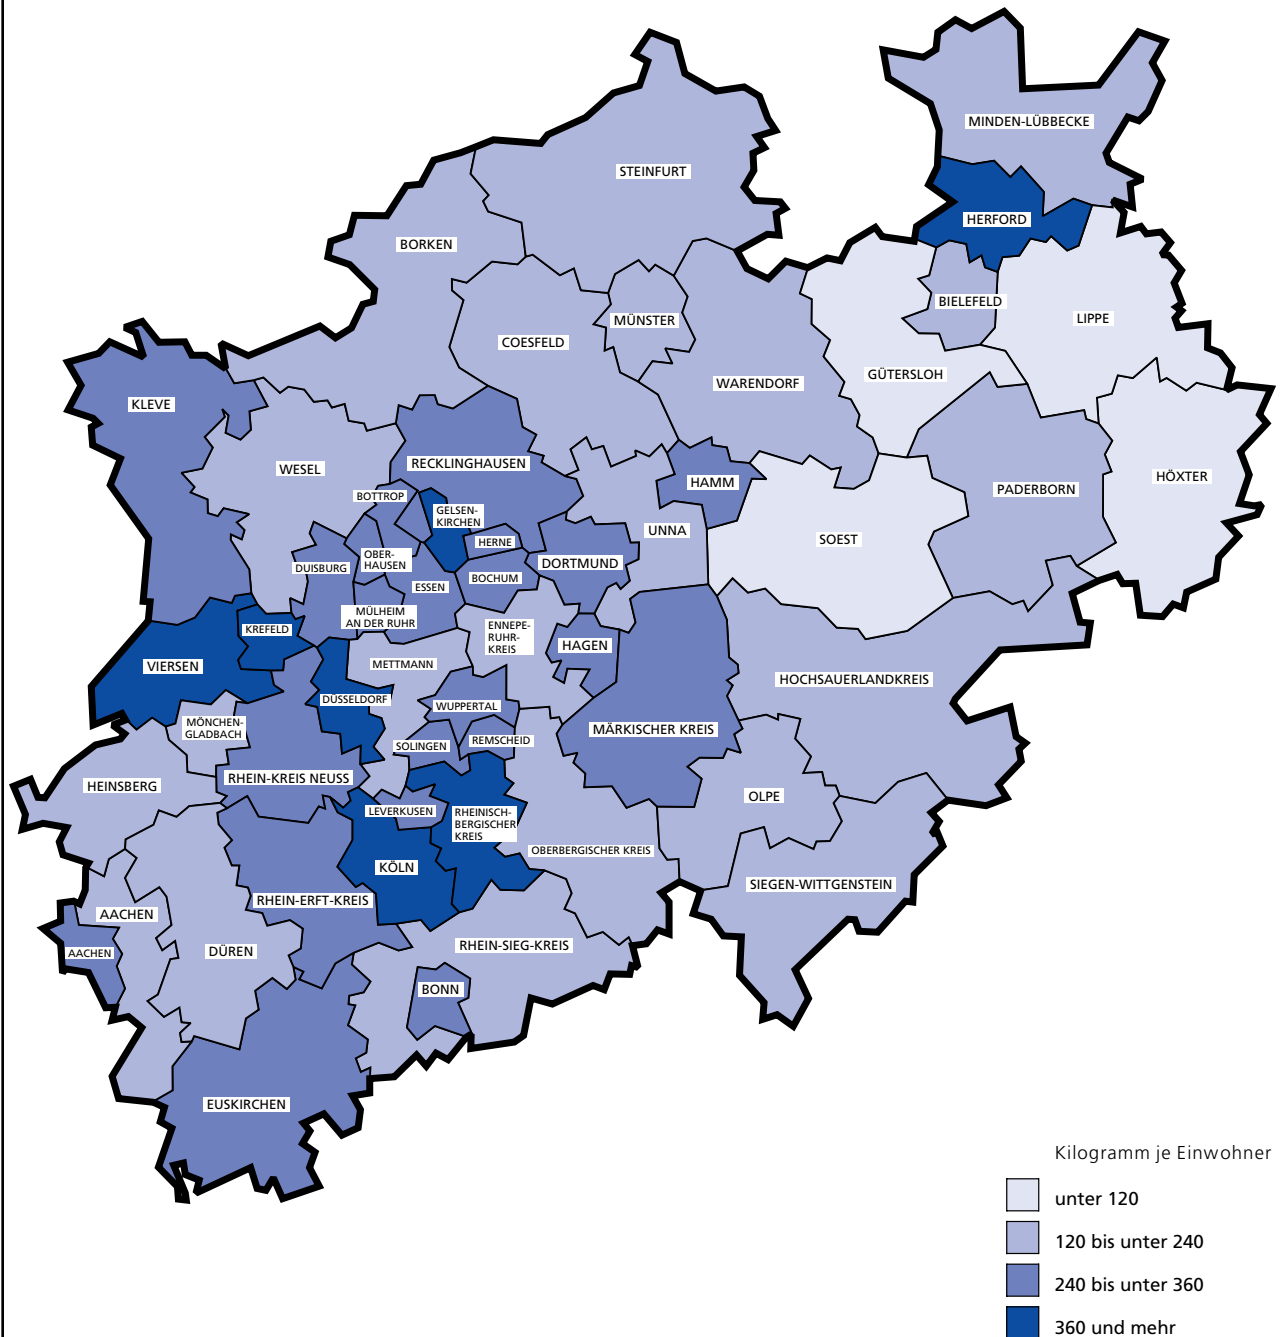 MINDEN-LÜBBECKE
STEINFURT
HERFORD
BORKEN
BIELEFELD
LIPPE
MÜNSTER
COESFELD
GÜTERSLOH
WARENDORF
KLEVE
RECKLINGHAUSEN
WESEL
HÖXTER
HAMM
PADERBORN
BOTTROP
GELSEN-
KIRCHEN
UNNA
SOEST
HERNE
OBER-
HAUSEN
DORTMUND
DUISBURG
BOCHUM
ESSEN
MÜLHEIM
AN DER RUHR
KREFELD
ENNEPE-
RUHR-
KREIS
HAGEN
VIERSEN
METTMANN
HOCHSAUERLANDKREIS
DÜSSELDORF
WUPPERTAL
MÖNCHEN-
GLADBACH
MÄRKISCHER KREIS
SOLINGEN
REMSCHEID
RHEIN-KREIS NEUSS
HEINSBERG
OLPE
LEVERKUSEN
RHEINISCH-
BERGISCHER
KREIS
OBERBERGISCHER KREIS
KÖLN
SIEGEN-WITTGENSTEIN
RHEIN-ERFT-KREIS
AACHEN
RHEIN-SIEG-KREIS
AACHEN
DÜREN
BONN
EUSKIRCHEN
Kilogramm je Einwohner
unter 120
120 bis unter 240
240 bis unter 360
360 und mehr